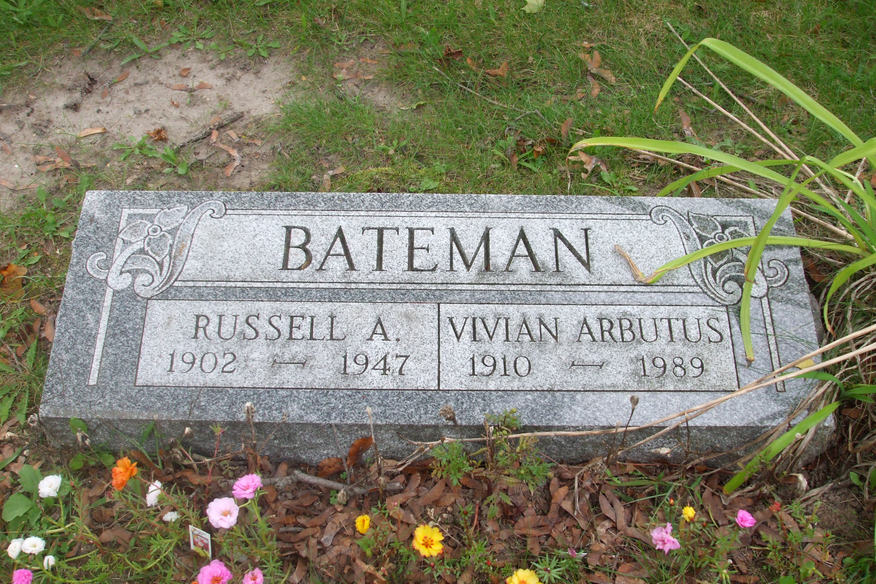 BATEMAN
RUSSELL A. VIVIAN ARBUTUS
1902 — 1947 1910 — 1989